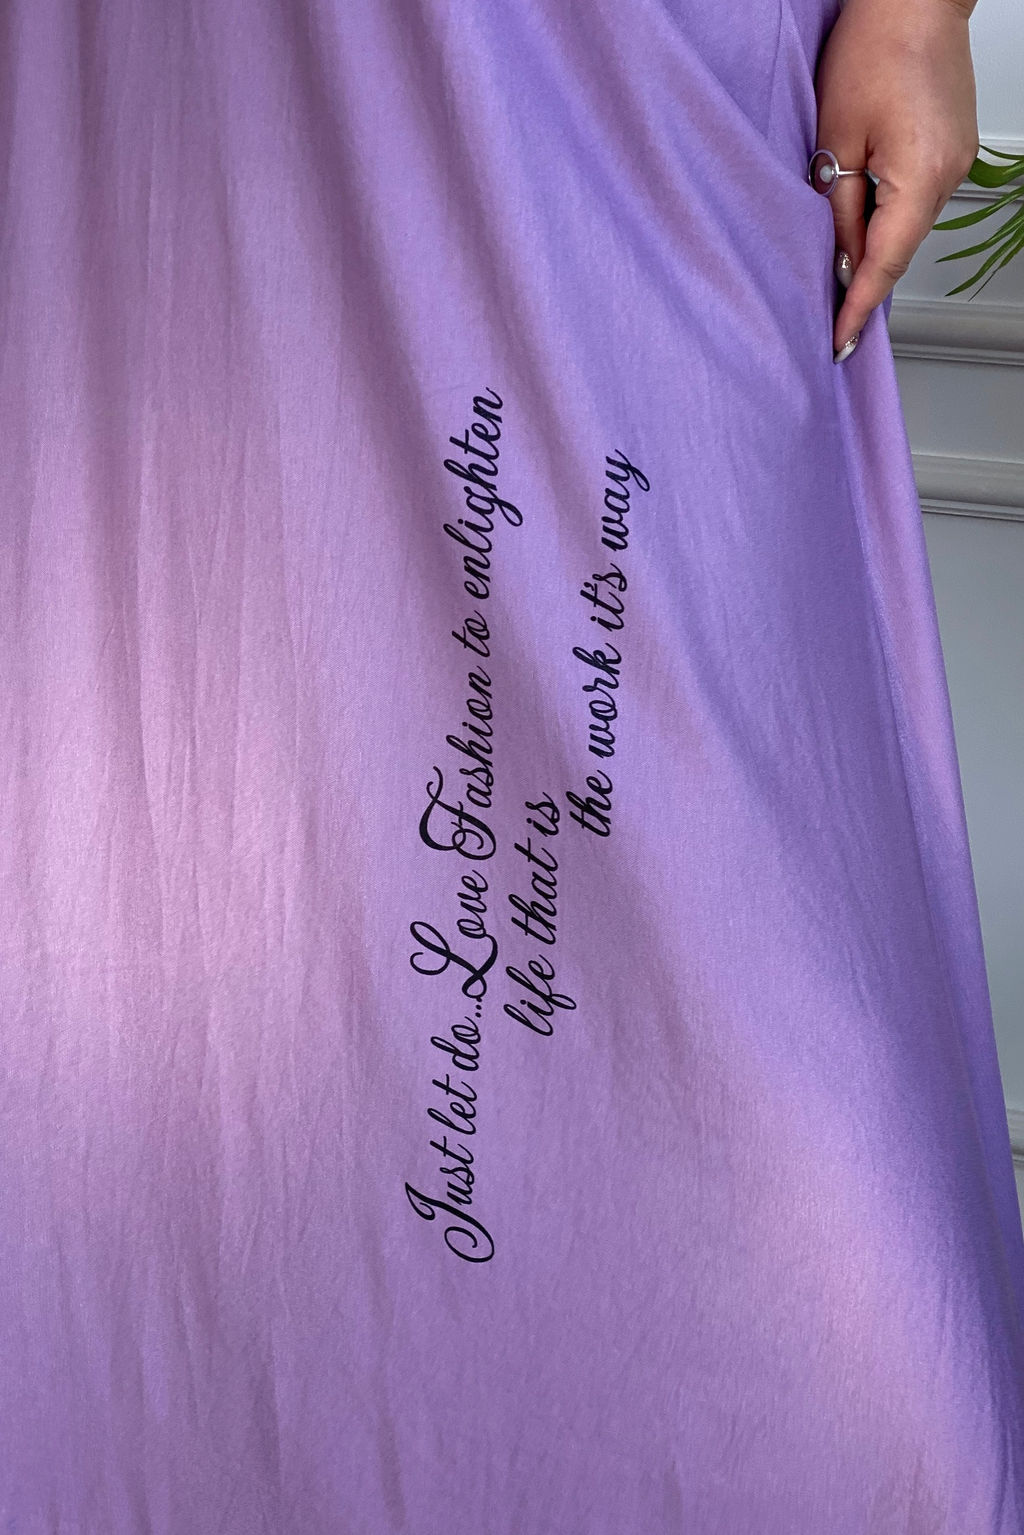 Just let do...Love Fashion to enlighten
life that is
the work it's way